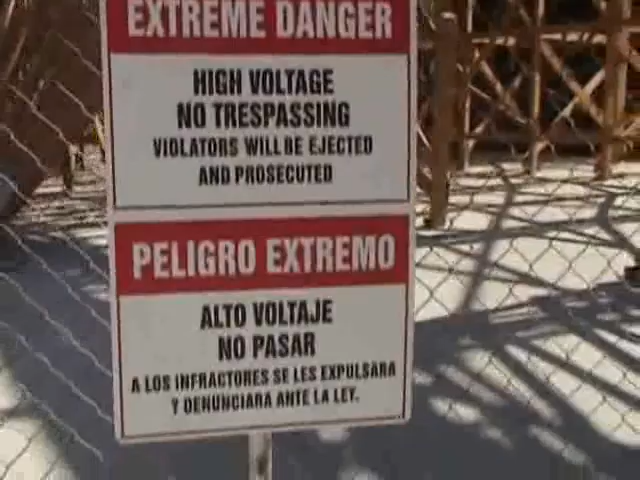 EXTREME DANGER
HIGH VOLTAGE
NO TRESPASSING
VIOLATORS WILL BE EJECTED
AND PROSECUTED
PELIGRO EXTREMO
ALTO VOLTAJE
NO PASAR
A LOS INFRACTORES SE LES EXPULSARA
Y DENUNCIARA ANTE LA LEY.